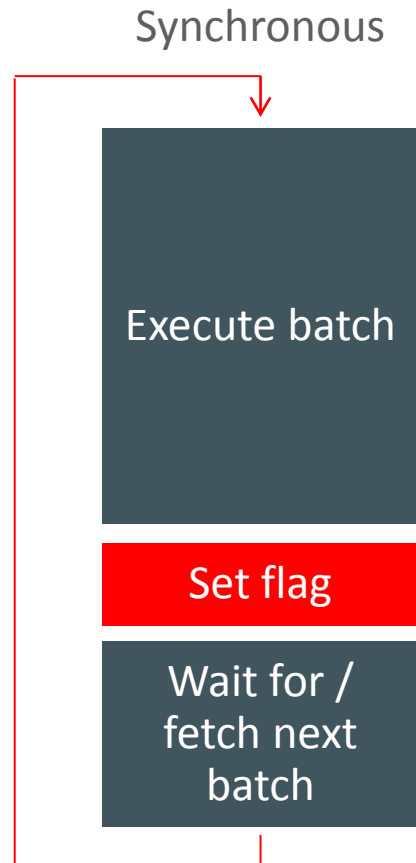 Synchronous
Execute batch
Set flag
Wait for /
fetch next
batch